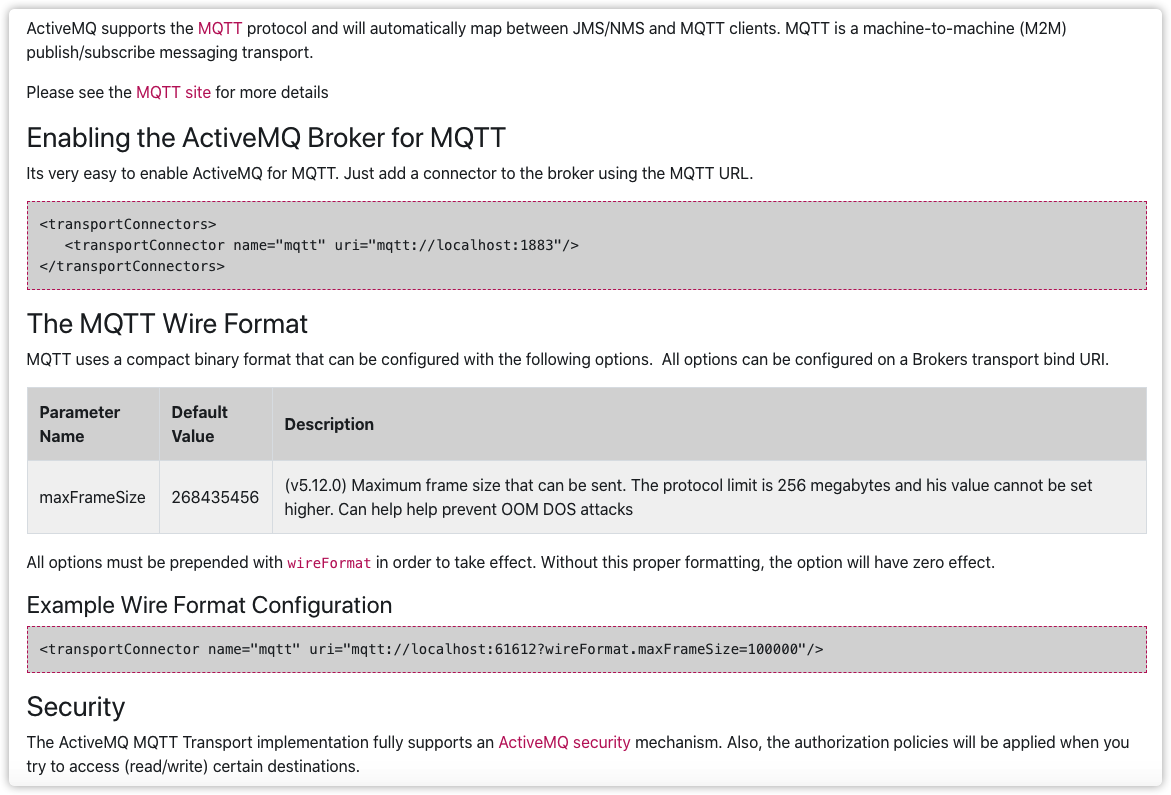 ActiveMQ supports the MQTT protocol and will automatically map between JMS/NMS and MQTT clients. MQTT is a machine-to-machine (M2M)
publish/subscribe messaging transport.
Please see the MQTT site for more details
Enabling the ActiveMQ Broker for MQTT
Its very easy to enable ActiveMQ for MQTT. Just add a connector to the broker using the MQTT URL.
<transportConnectors>
   <transportConnector name="mqtt" uri="mqtt://localhost:1883"/>
</transportConnectors>
The MQTT Wire Format
MQTT uses a compact binary format that can be configured with the following options.  All options can be configured on a Brokers transport bind URI.
Parameter
Name
Default
Value
Description
maxFrameSize
268435456
(v5.12.0) Maximum frame size that can be sent. The protocol limit is 256 megabytes and his value cannot be set
higher. Can help help prevent OOM DOS attacks
All options must be prepended with wireFormat in order to take effect. Without this proper formatting, the option will have zero effect.
Example Wire Format Configuration
<transportConnector name="mqtt" uri="mqtt://localhost:61612?wireFormat.maxFrameSize=100000"/>
Security
The ActiveMQ MQTT Transport implementation fully supports an ActiveMQ security mechanism. Also, the authorization policies will be applied when you
try to access (read/write) certain destinations.